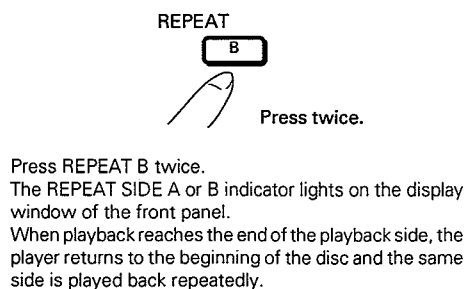 REPEAT
B
Press twice.
Press REPEAT B twice.
The REPEAT SIDE A or B indicator lights on the display
window of the front panel.
When playback reaches the end of the playback side, the
player returns to the beginning of the disc and the same
side is played back repeatedly.